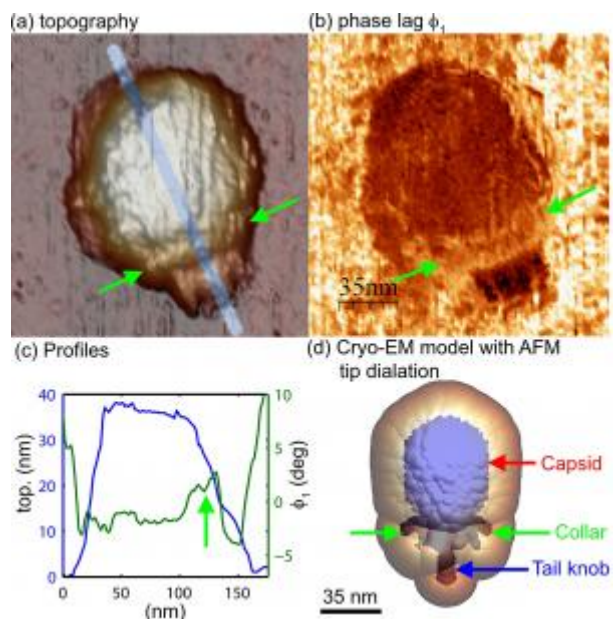 (a) topography
(b) phase lag ϕ₁
35nm
(c) Profiles
(d) Cryo-EM model with AFM
tip dialation
40
30
20
10
0
10
5
0
-5
top. (nm)
ϕ₁ (deg)
0
50
100
150
(nm)
Capsid
Collar
Tail knob
35 nm